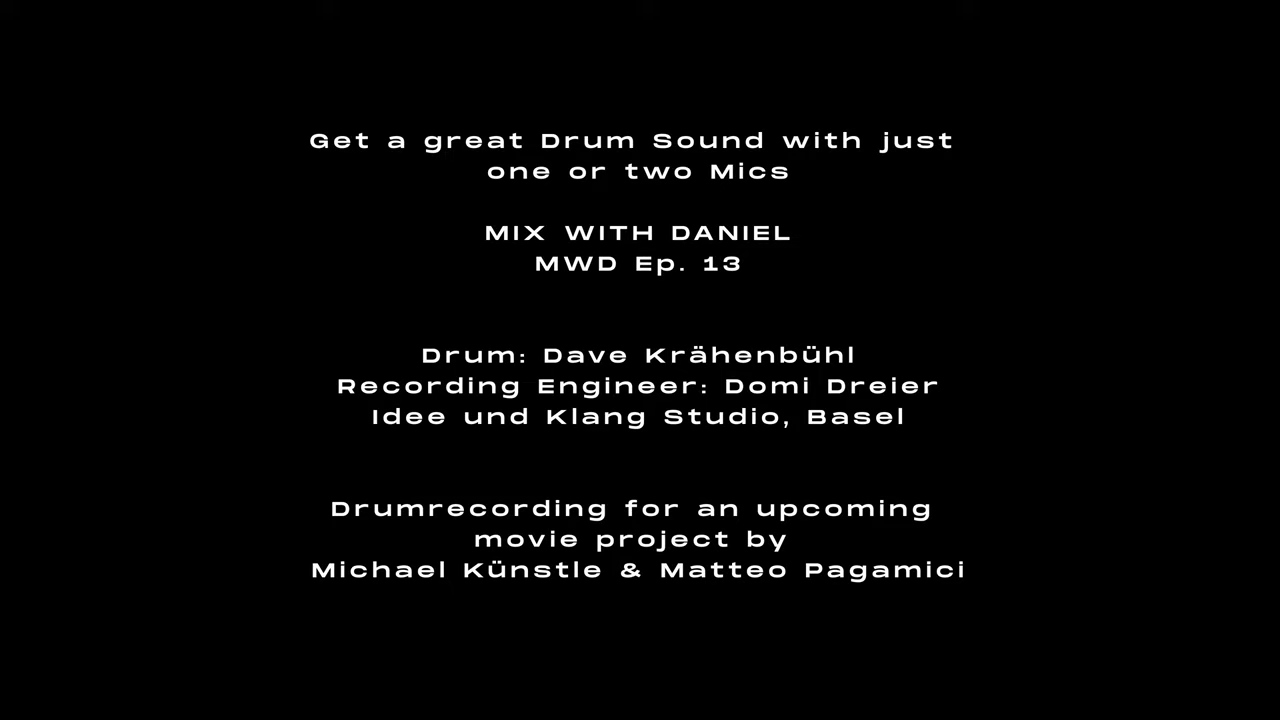 Get a great Drum Sound with just
one or two Mics
MIX WITH DANIEL
MWD Ep. 13
Drum: Dave Krähenbühl
Recording Engineer: Domi Dreier
Idee und Klang Studio, Basel
Drumrecording for an upcoming
movie project by
Michael Künstle & Matteo Pagamici